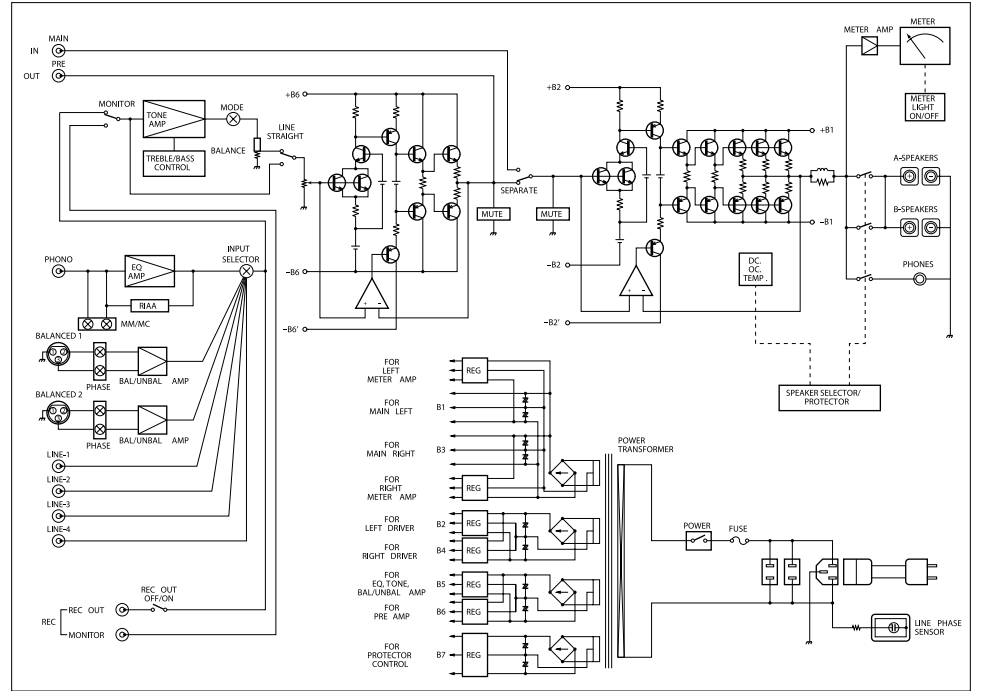 MAIN
IN
PRE
OUT
MONITOR
TONE
AMP
MODE
TREBLE/BASS
CONTROL
BALANCE
LINE
STRAIGHT
+B6
−B6
−B6'
+ −
MUTE
SEPARATE
MUTE
+B2
−B2
−B2'
+ −
+B1
−B1
METER AMP
METER
METER
LIGHT
ON/OFF
A-SPEAKERS
B-SPEAKERS
PHONES
DC.
OC.
TEMP.
SPEAKER SELECTOR/
PROTECTOR
PHONO
EQ
AMP
INPUT
SELECTOR
RIAA
MM/MC
BALANCED 1
1 2
3
PHASE
BAL/UNBAL AMP
BALANCED 2
1 2
3
PHASE
BAL/UNBAL AMP
LINE-1
LINE-2
LINE-3
LINE-4
REC OUT
OFF/ON
REC OUT
REC
MONITOR
FOR
LEFT
METER AMP
REG
FOR
MAIN LEFT
B1
FOR
MAIN RIGHT
B3
FOR
RIGHT
METER AMP
REG
FOR
LEFT DRIVER
B2
REG
FOR
RIGHT DRIVER
B4
REG
FOR
EQ, TONE,
BAL/UNBAL AMP
B5
REG
FOR
PRE AMP
B6
REG
FOR
PROTECTOR
CONTROL
B7
REG
POWER
TRANSFORMER
POWER
FUSE
LINE PHASE
SENSOR